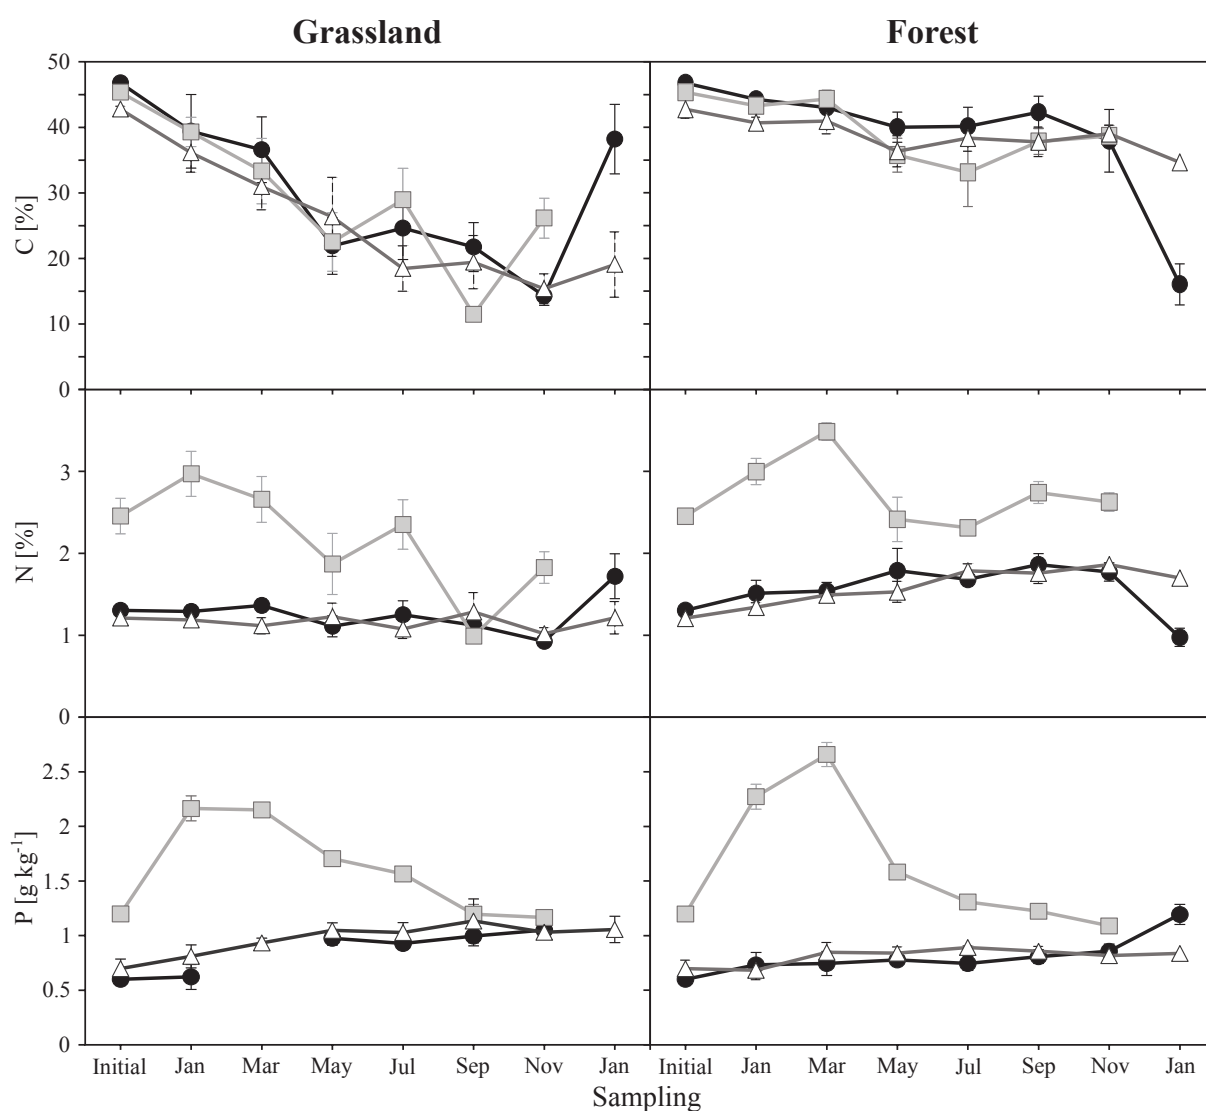 Grassland Forest
50
40
30
20
10
0
C [%]
3
2
1
0
N [%]
2.5
2
1.5
1
0.5
0
P [g kg-1]
Initial Jan Mar May Jul Sep Nov Jan Initial Jan Mar May Jul Sep Nov Jan
Sampling